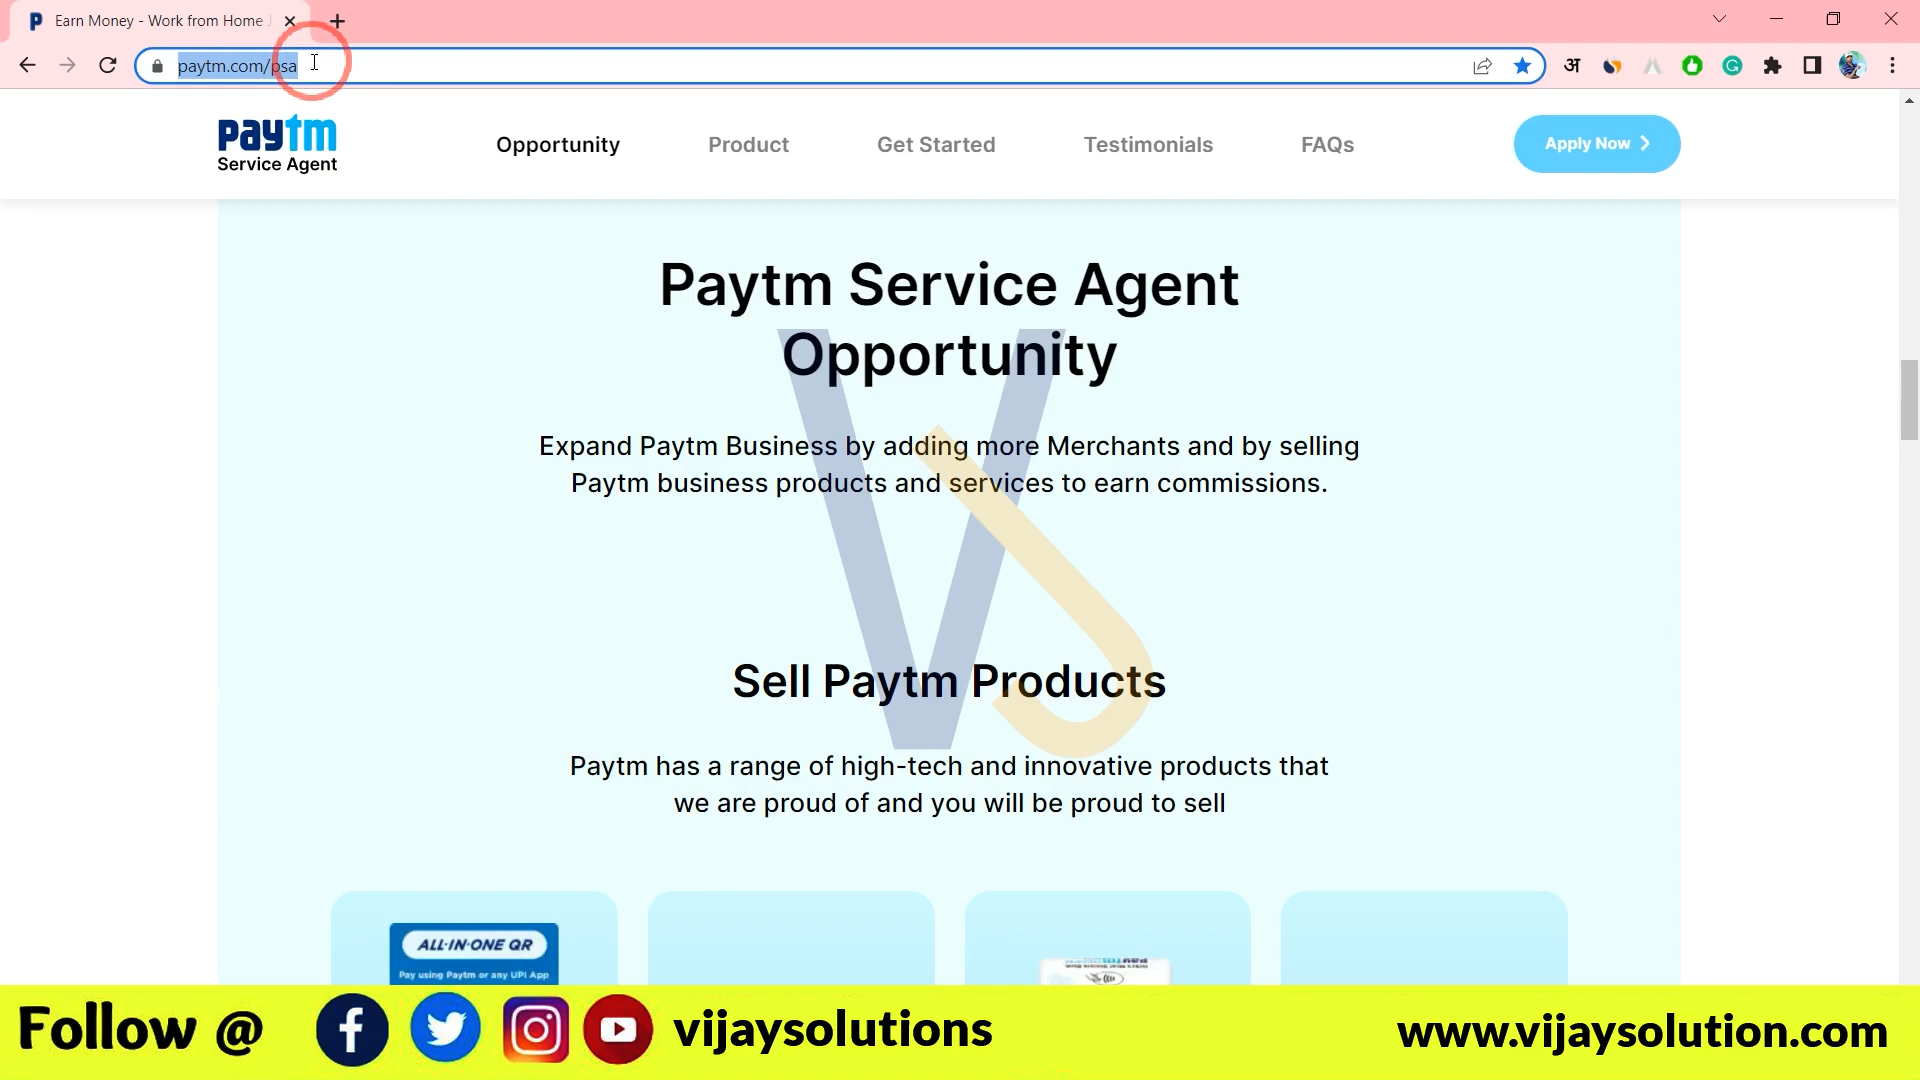 Earn Money - Work from Home J
paytm.com/psa
अ
paytm
Service Agent
Opportunity
Product
Get Started
Testimonials
FAQs
Apply Now
Paytm Service Agent
Opportunity
Expand Paytm Business by adding more Merchants and by selling
Paytm business products and services to earn commissions.
Sell Paytm Products
Paytm has a range of high-tech and innovative products that
we are proud of and you will be proud to sell
ALL-IN-ONE QR
Pay using Paytm or any UPI App
Follow @
vijaysolutions
www.vijaysolution.com